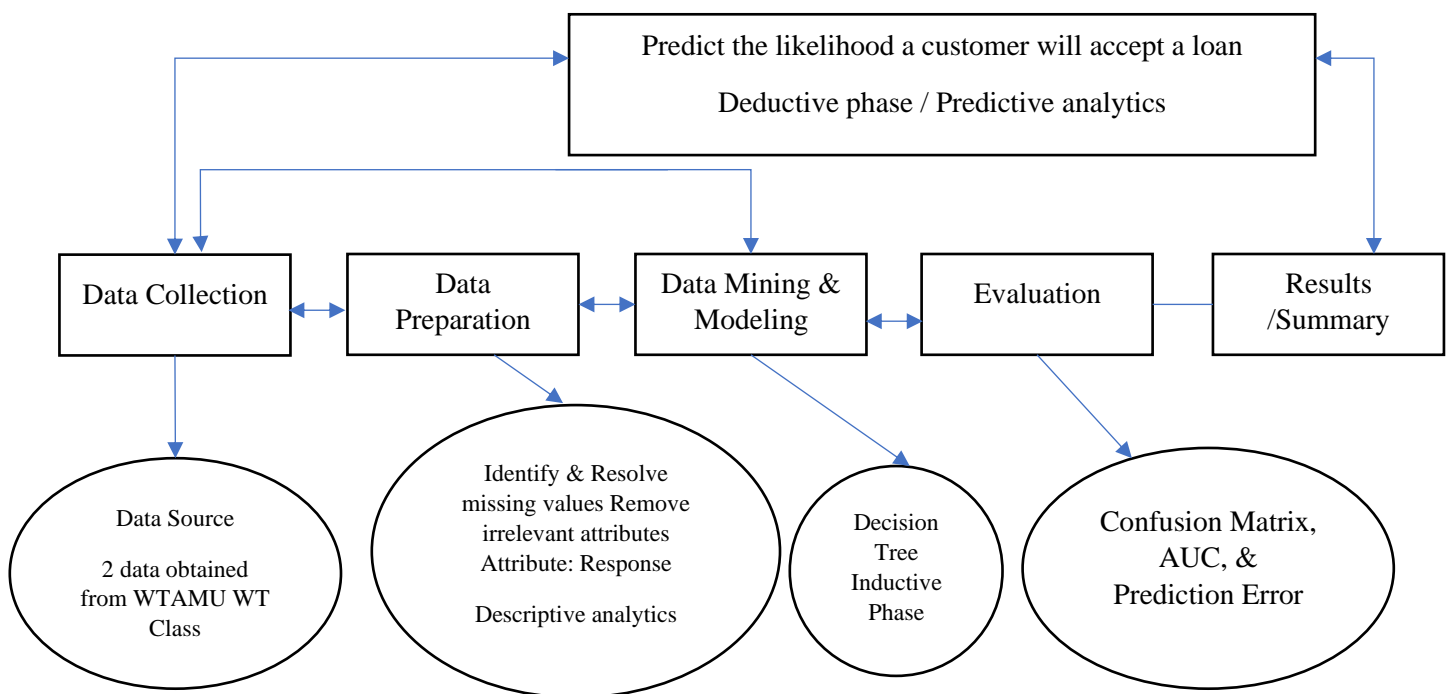 Predict the likelihood a customer will accept a loan
Deductive phase / Predictive analytics
Data Collection
Data
Preparation
Data Mining &
Modeling
Evaluation
Results
/Summary
Data Source
2 data obtained
from WTAMU WT
Class
Identify & Resolve
missing values Remove
irrelevant attributes
Attribute: Response
Descriptive analytics
Decision
Tree
Inductive
Phase
Confusion Matrix,
AUC, &
Prediction Error